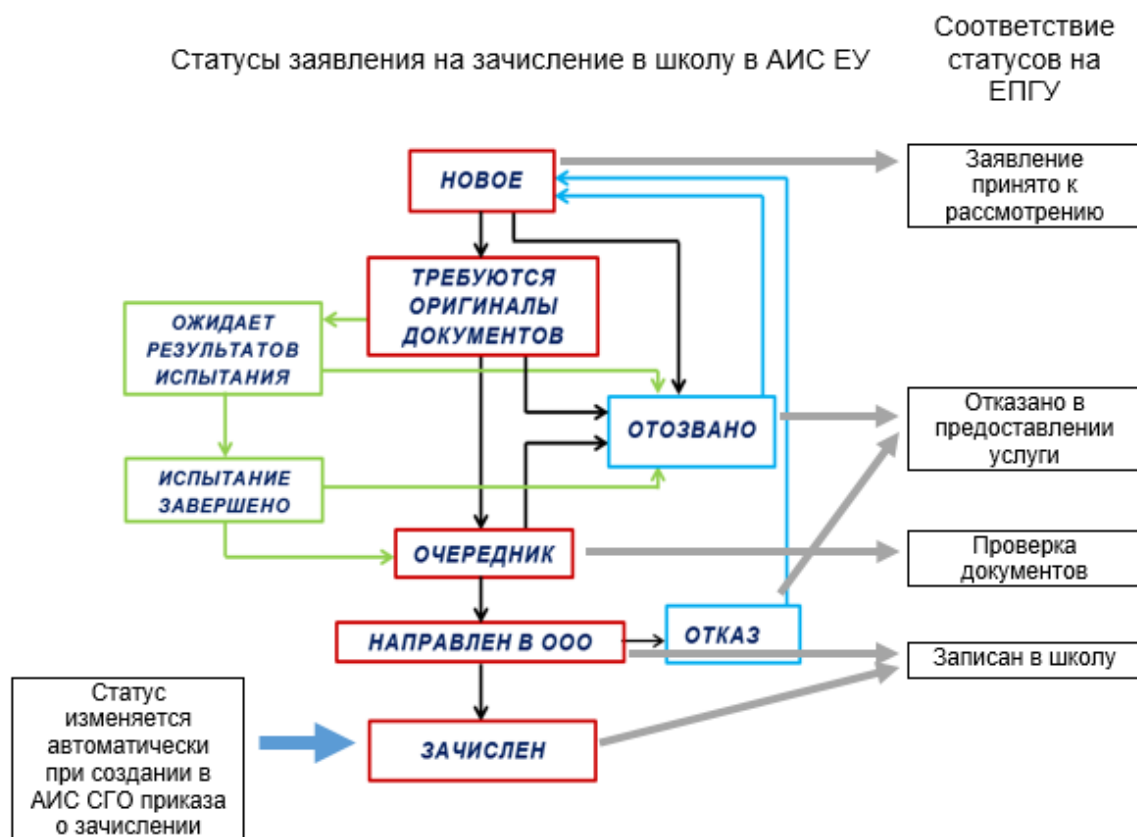 Статусы заявления на зачисление в школу в АИС ЕУ
Соответствие
статусов на
ЕПГУ
НОВОЕ
Заявление
принято к
рассмотрению
ТРЕБУЮТСЯ
ОРИГИНАЛЫ
ДОКУМЕНТОВ
ОЖИДАЕТ
РЕЗУЛЬТАТОВ
ИСПЫТАНИЯ
ОТОЗВАНО
Отказано в
предоставлении
услуги
ИСПЫТАНИЕ
ЗАВЕРШЕНО
ОЧЕРЕДНИК
Проверка
документов
НАПРАВЛЕН В ООО
ОТКАЗ
Записан в школу
Статус
изменяется
автоматически
при создании в
АИС СГО приказа
о зачислении
ЗАЧИСЛЕН